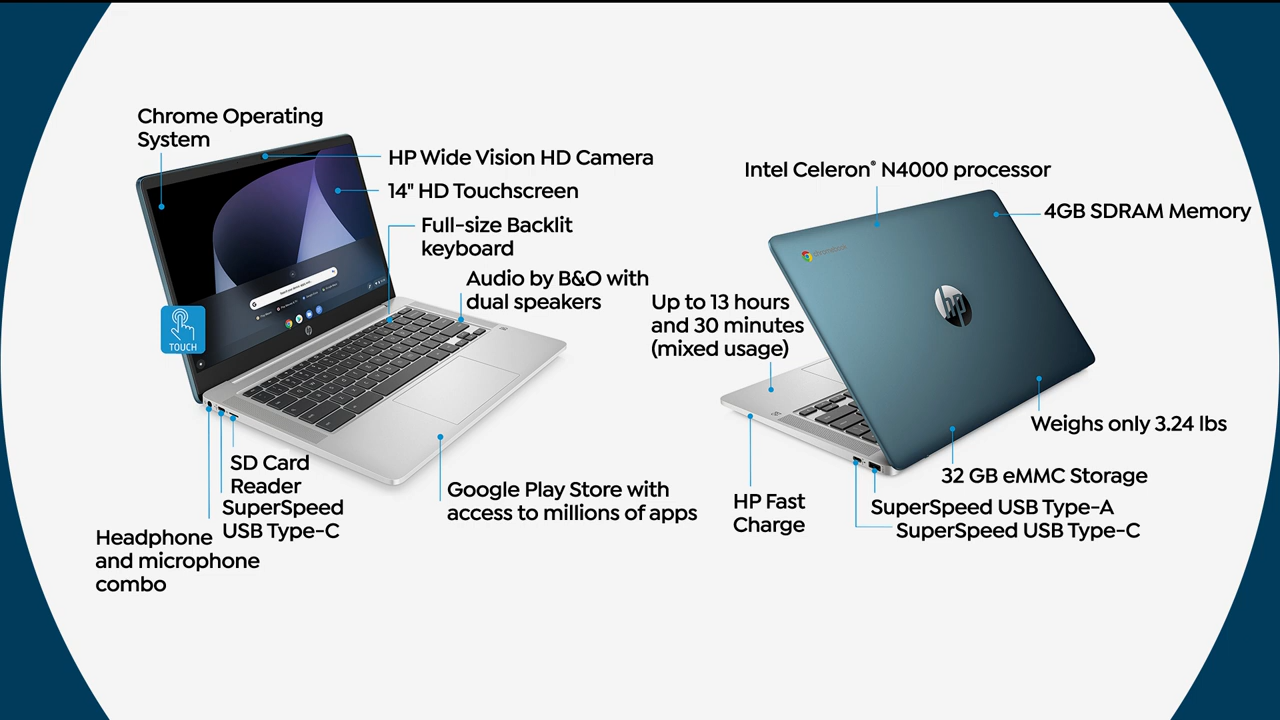 Chrome Operating
System
HP Wide Vision HD Camera
14" HD Touchscreen
Full-size Backlit
keyboard
Audio by B&O with
dual speakers
TOUCH
SD Card
Reader
SuperSpeed
USB Type-C
Headphone
and microphone
combo
Google Play Store with
access to millions of apps
Intel Celeron® N4000 processor
4GB SDRAM Memory
chromebook
hp
Up to 13 hours
and 30 minutes
(mixed usage)
Weighs only 3.24 lbs
32 GB eMMC Storage
HP Fast
Charge
SuperSpeed USB Type-A
SuperSpeed USB Type-C